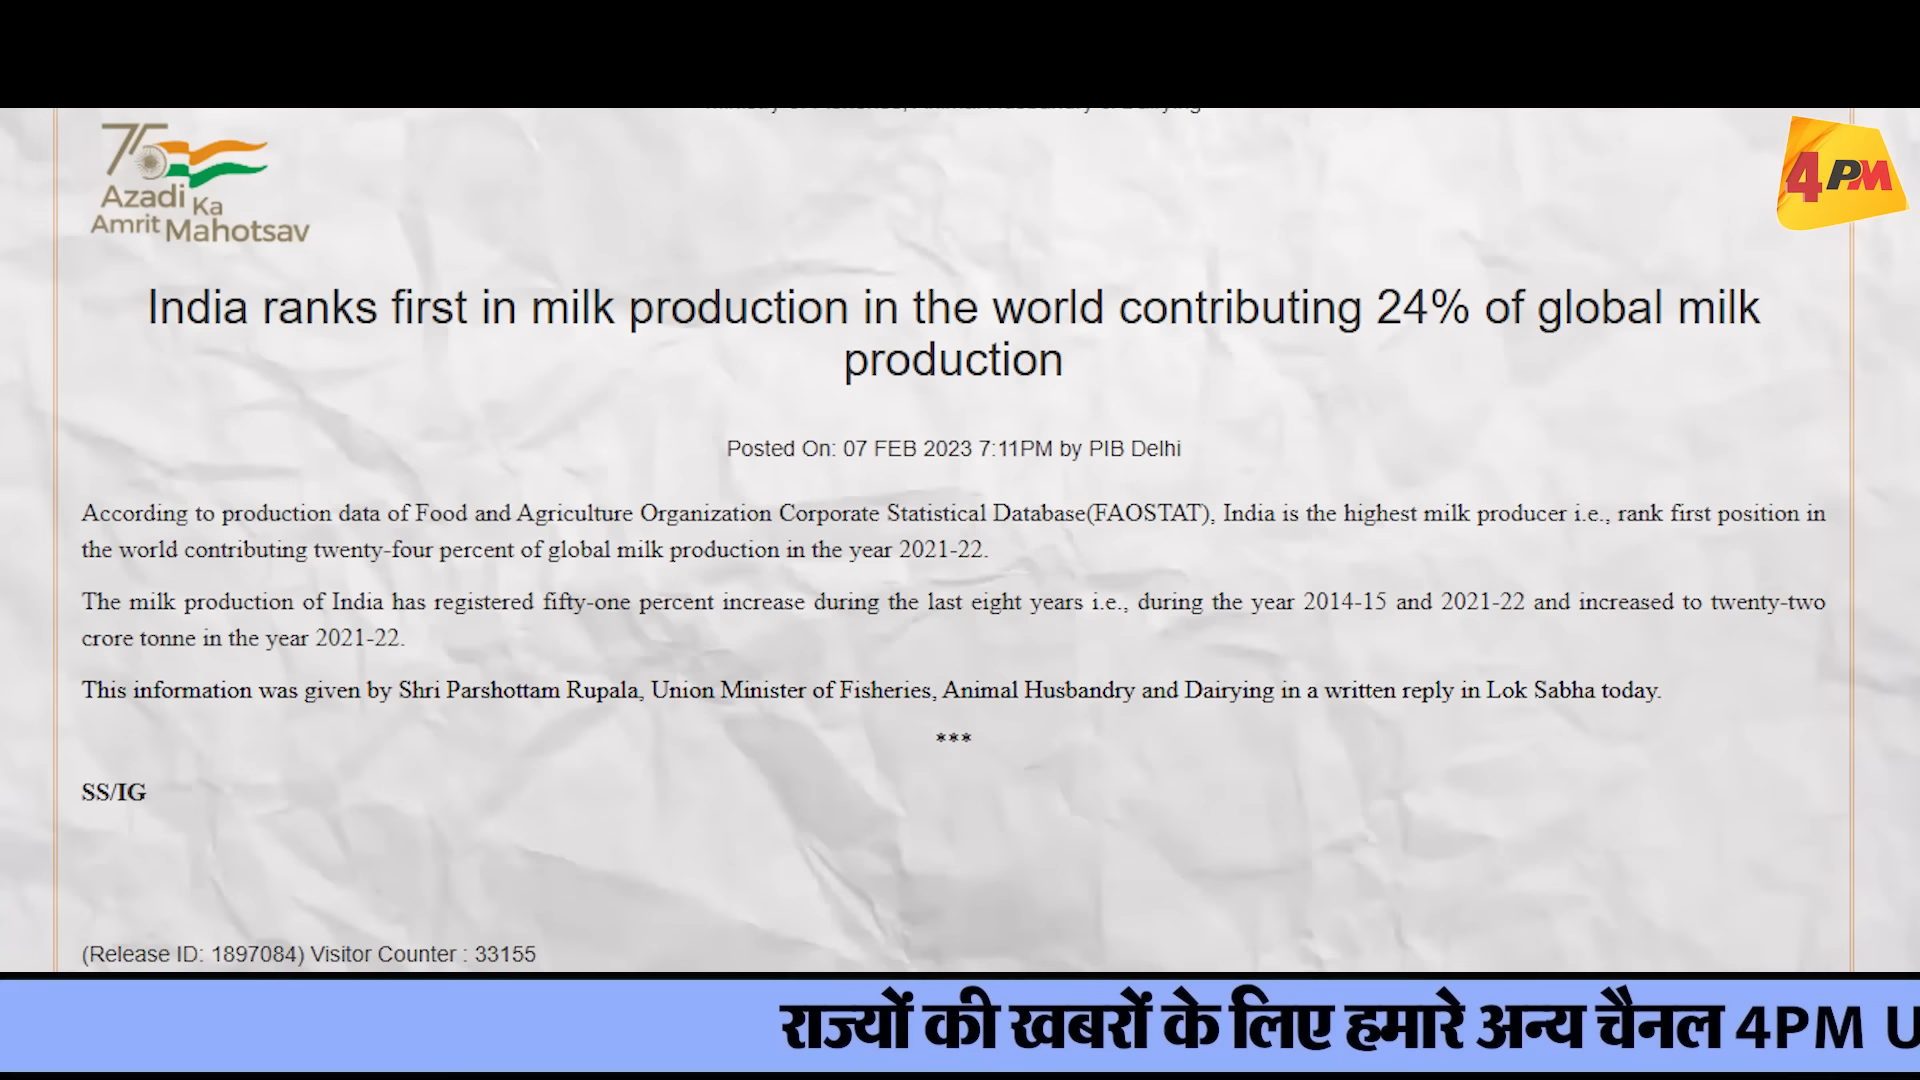 Azadi Ka
Amrit Mahotsav
4PM
India ranks first in milk production in the world contributing 24% of global milk
production
Posted On: 07 FEB 2023 7:11PM by PIB Delhi
According to production data of Food and Agriculture Organization Corporate Statistical Database(FAOSTAT), India is the highest milk producer i.e., rank first position in
the world contributing twenty-four percent of global milk production in the year 2021-22.
The milk production of India has registered fifty-one percent increase during the last eight years i.e., during the year 2014-15 and 2021-22 and increased to twenty-two
crore tonne in the year 2021-22.
This information was given by Shri Parshottam Rupala, Union Minister of Fisheries, Animal Husbandry and Dairying in a written reply in Lok Sabha today.
***
SS/IG
(Release ID: 1897084) Visitor Counter : 33155
राज्यों की खबरों के लिए हमारे अन्य चैनल 4PM U